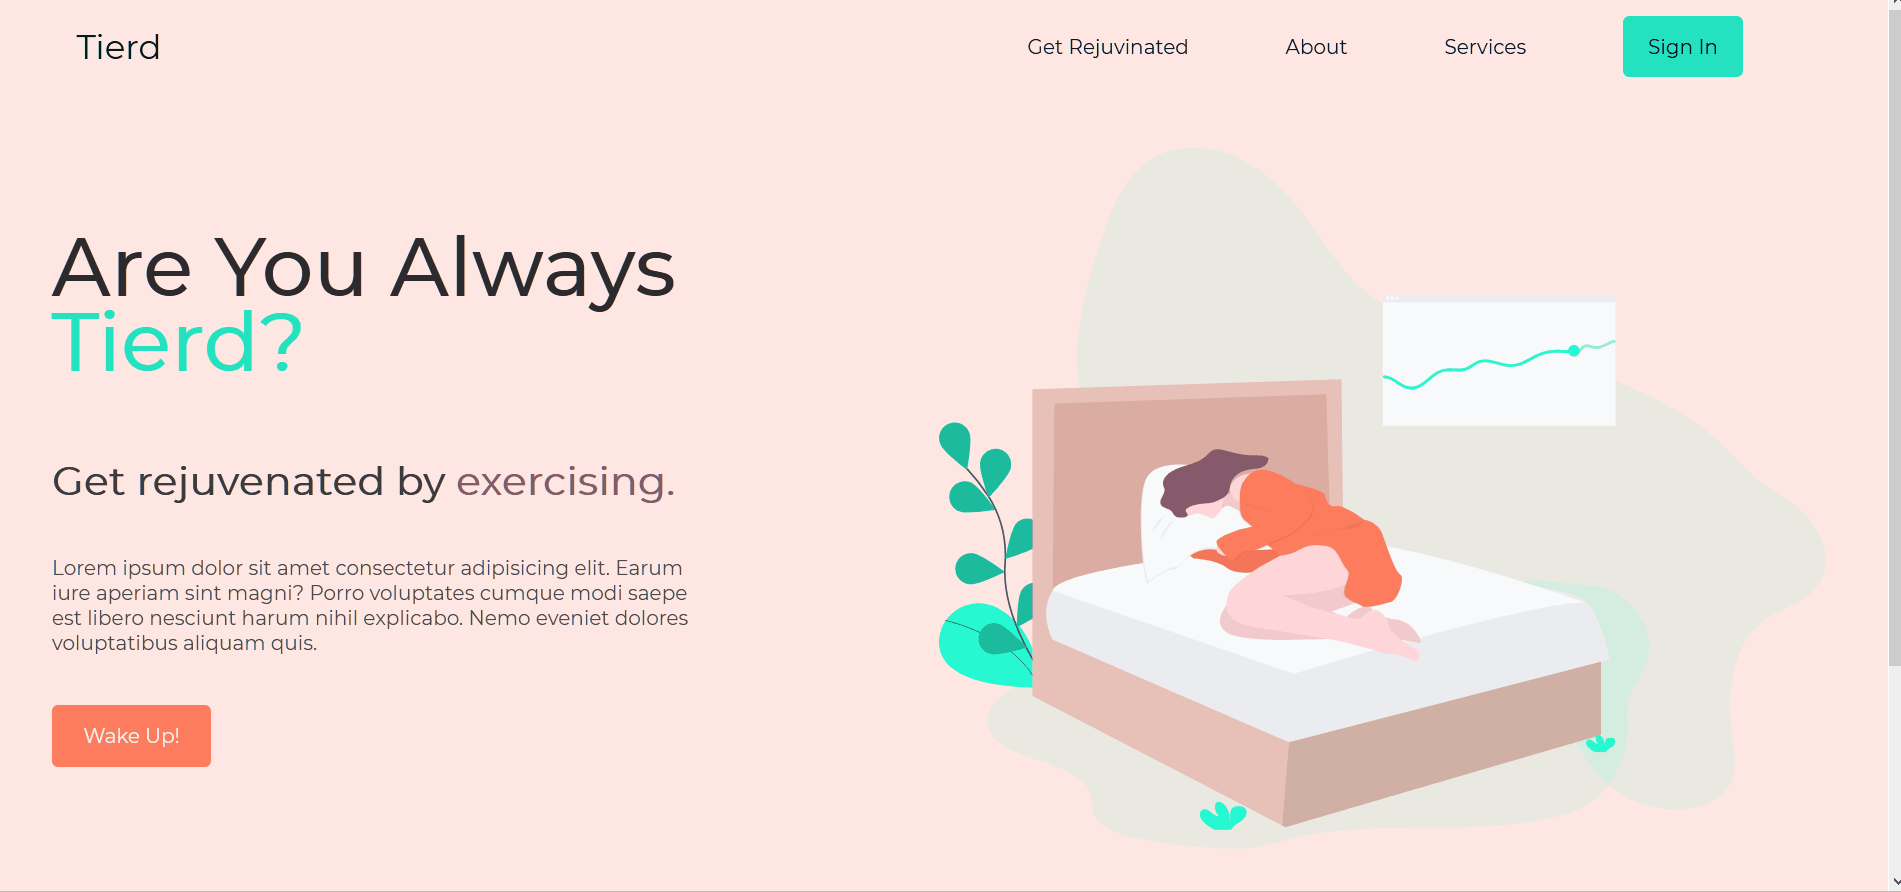 Tierd
Get Rejuvinated
About
Services
Sign In
Are You Always
Tierd?
Get rejuvenated by exercising.
Lorem ipsum dolor sit amet consectetur adipisicing elit. Earum
iure aperiam sint magni? Porro voluptates cumque modi saepe
est libero nesciunt harum nihil explicabo. Nemo eveniet dolores
voluptatibus aliquam quis.
Wake Up!